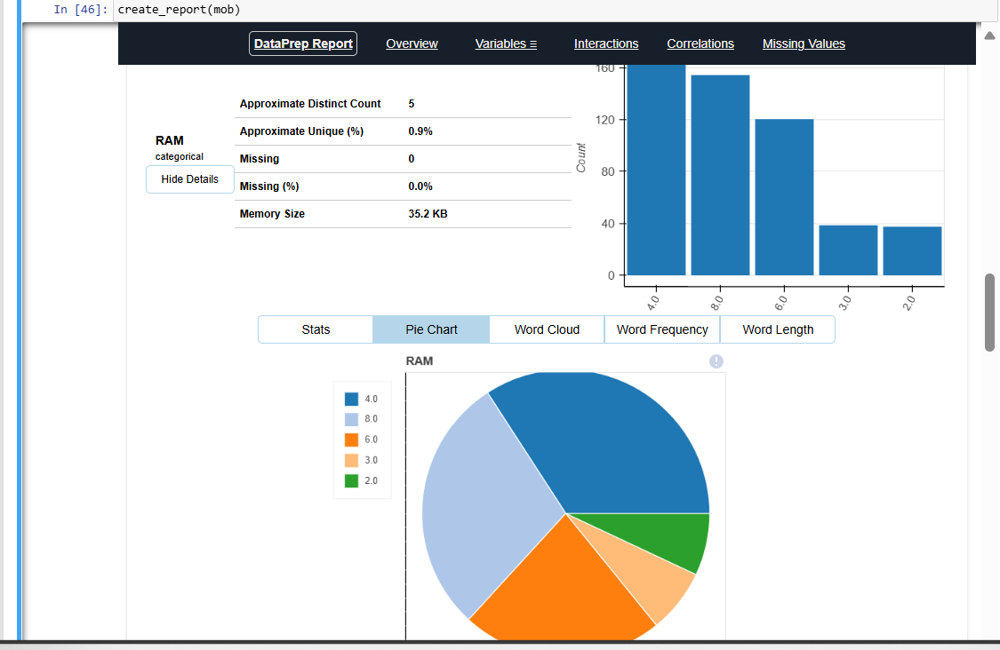 In [46]: create_report(mob)
DataPrep Report Overview Variables ☰ Interactions Correlations Missing Values
Approximate Distinct Count 5
Approximate Unique (%) 0.9%
RAM
categorical
Hide Details
Missing 0
Missing (%) 0.0%
Memory Size 35.2 KB
Count
160
120
80
40
0
4.0 8.0 6.0 3.0 2.0
Stats Pie Chart Word Cloud Word Frequency Word Length
RAM !
4.0
8.0
6.0
3.0
2.0